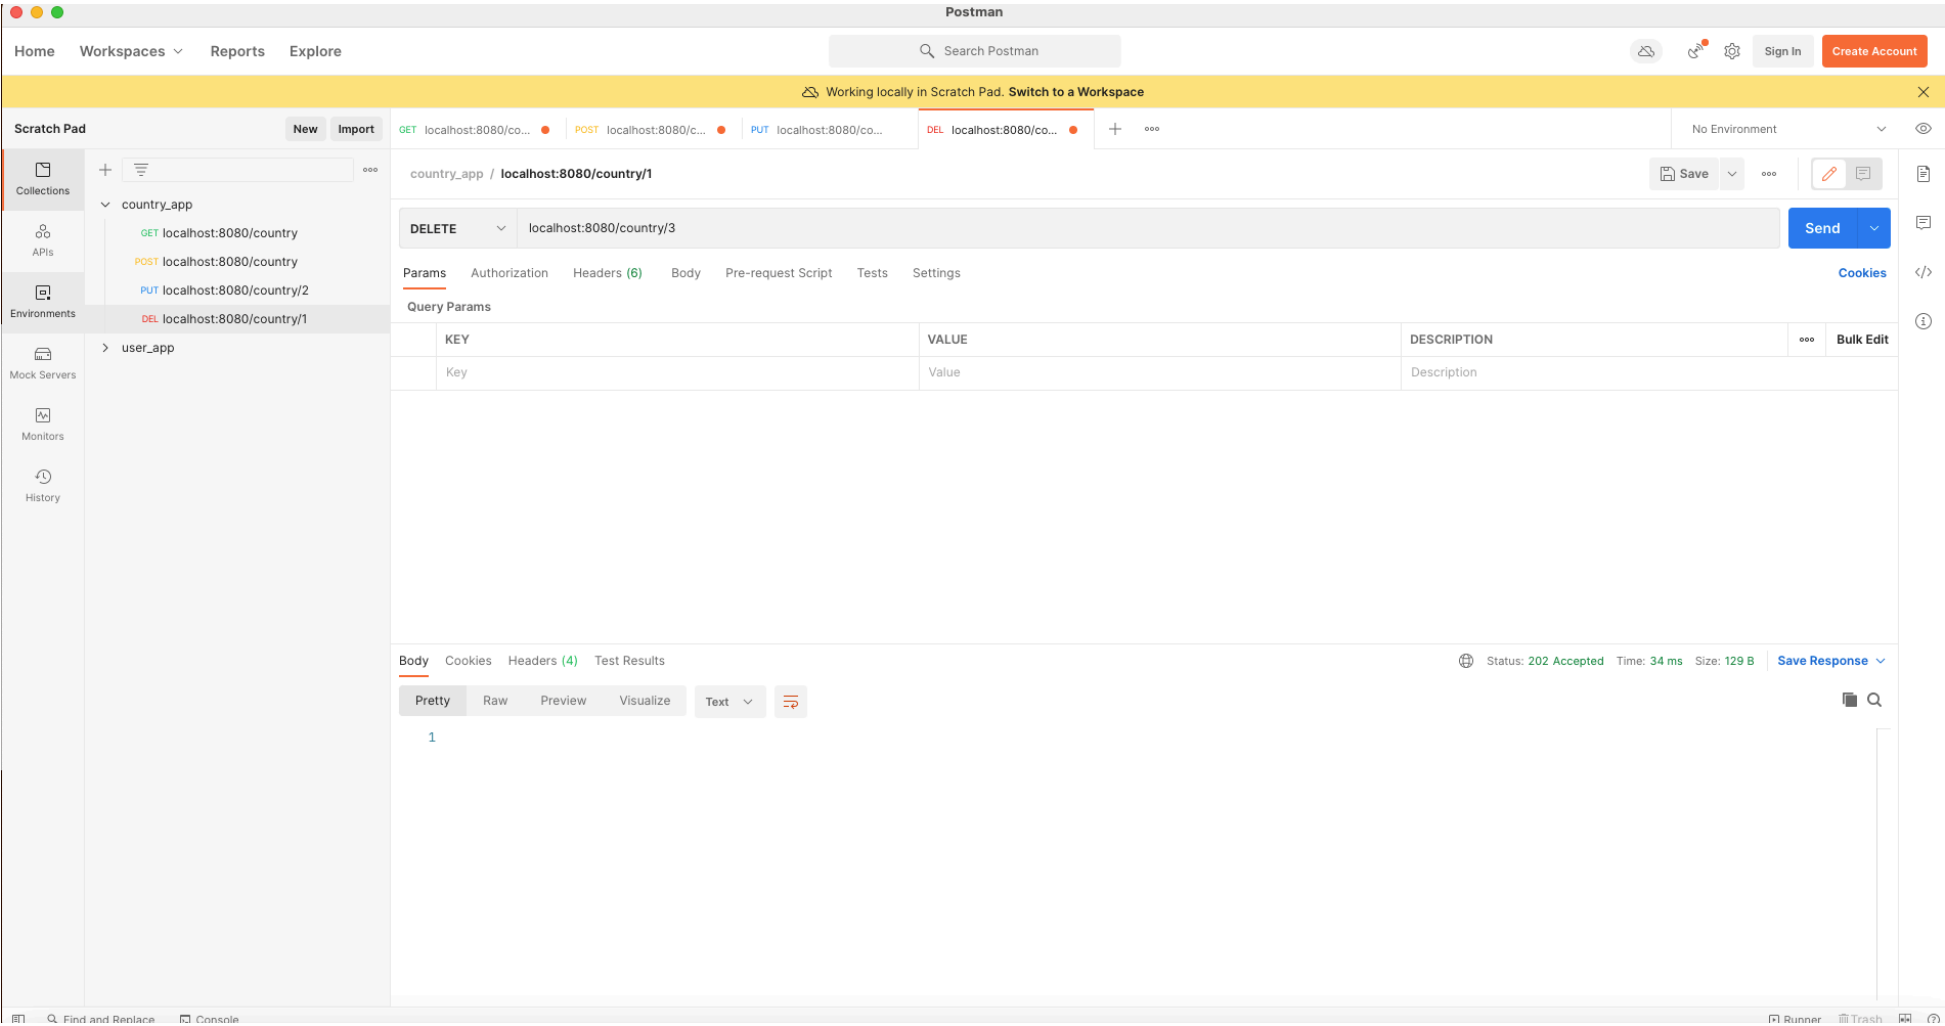 Postman
Home Workspaces Reports Explore Search Postman Sign In Create Account
Working locally in Scratch Pad. Switch to a Workspace
Scratch Pad New Import GET localhost:8080/co... POST localhost:8080/c... PUT localhost:8080/co... DEL localhost:8080/co... No Environment
Collections
APIs
Environments
Mock Servers
Monitors
History
country_app
GET localhost:8080/country
POST localhost:8080/country
PUT localhost:8080/country/2
DEL localhost:8080/country/1
user_app
country_app / localhost:8080/country/1 Save
DELETE localhost:8080/country/3 Send
Params Authorization Headers (6) Body Pre-request Script Tests Settings Cookies
Query Params
KEY VALUE DESCRIPTION Bulk Edit
Key Value Description
Body Cookies Headers (4) Test Results Status: 202 Accepted Time: 34 ms Size: 129 B Save Response
Pretty Raw Preview Visualize Text
1
Find and Replace Console Runner Trash